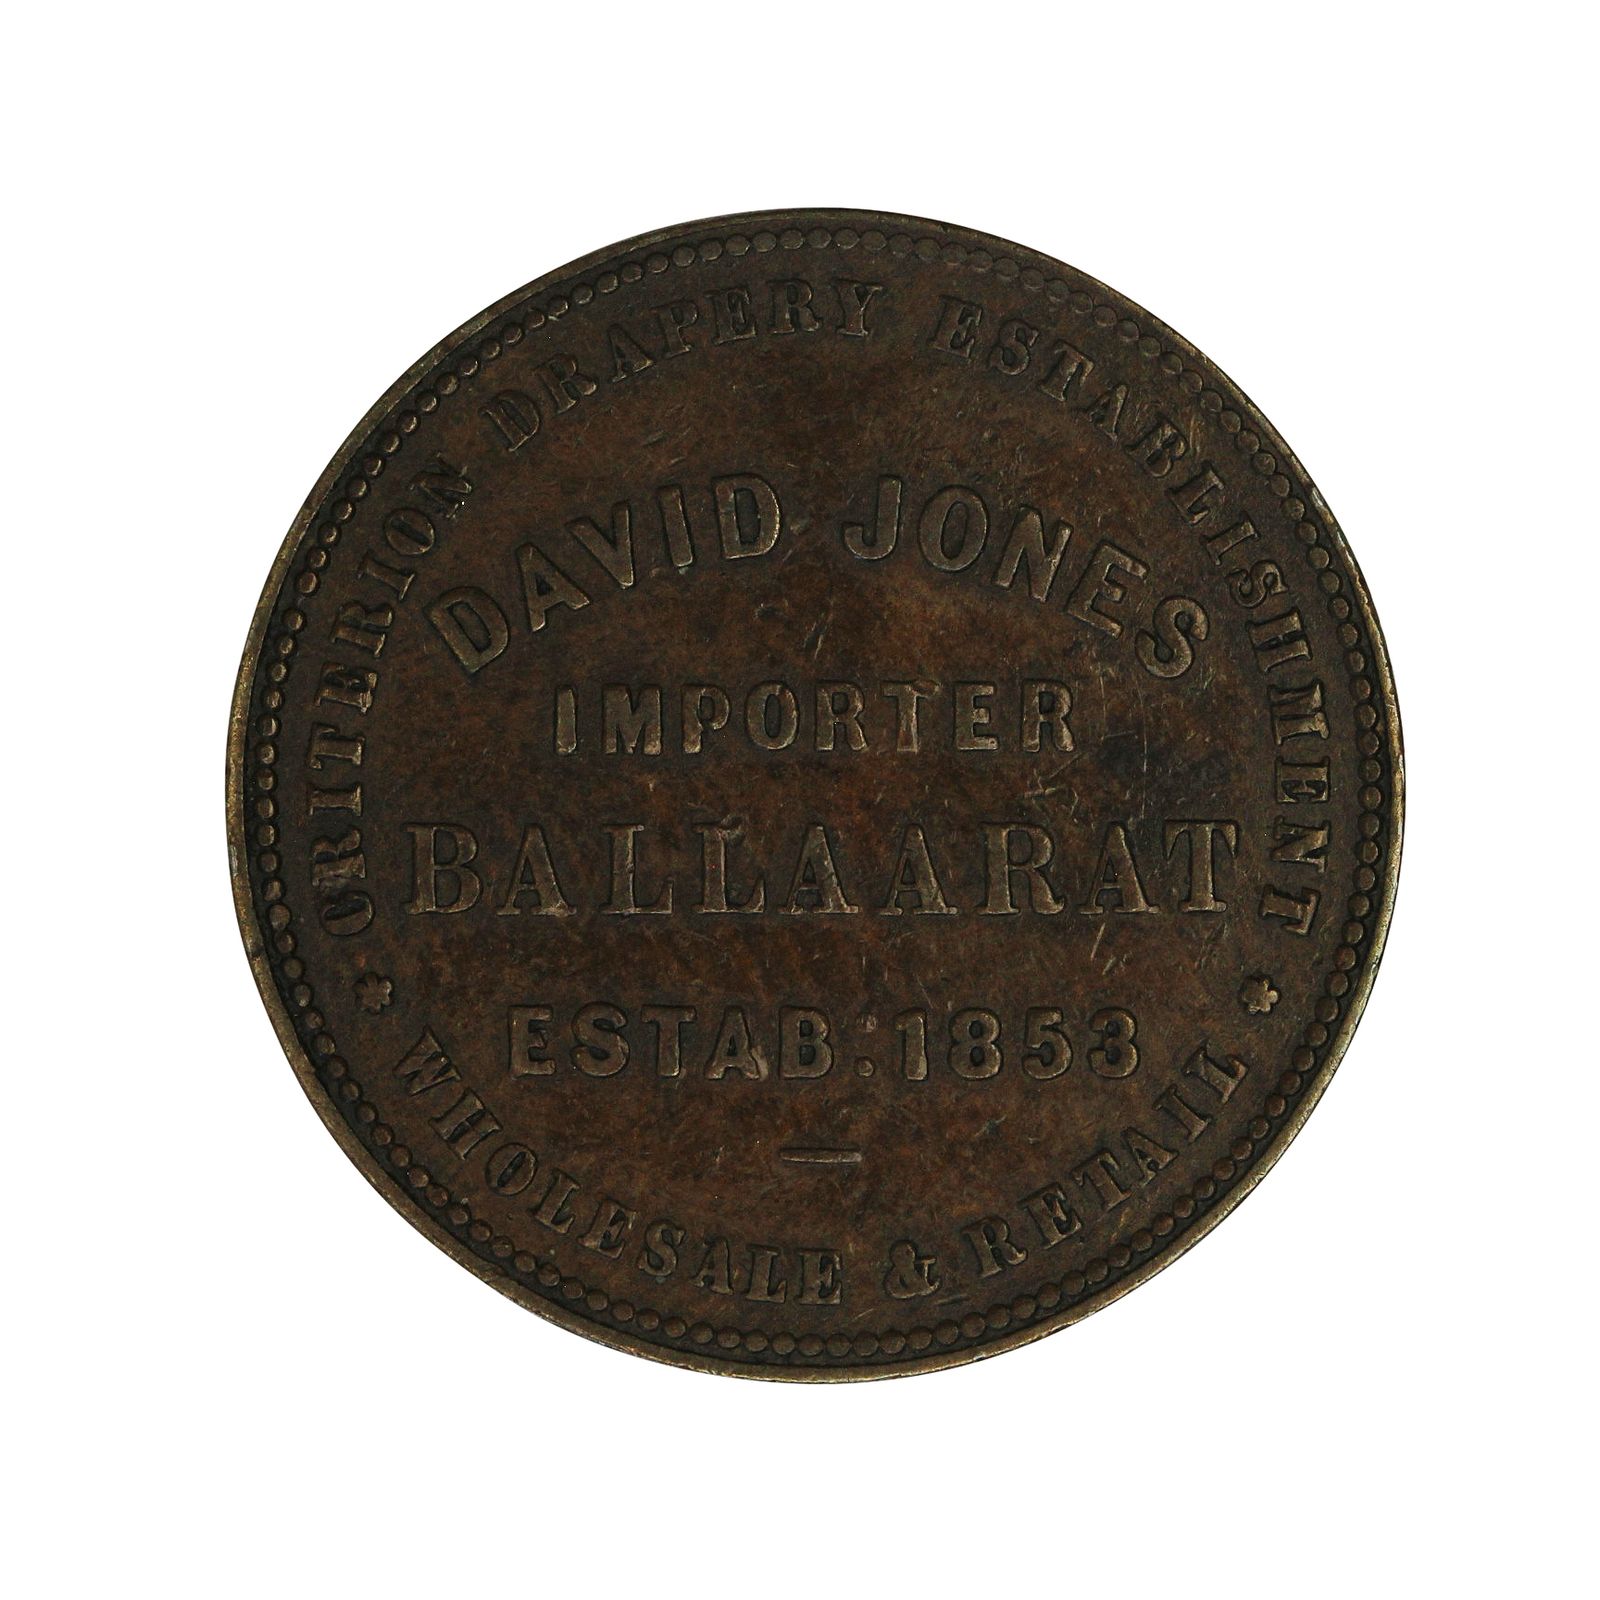 CRITERION DRAPERY ESTABLISHMENT
DAVID JONES
IMPORTER
BALLAARAT
ESTAB: 1853
WHOLESALE & RETAIL